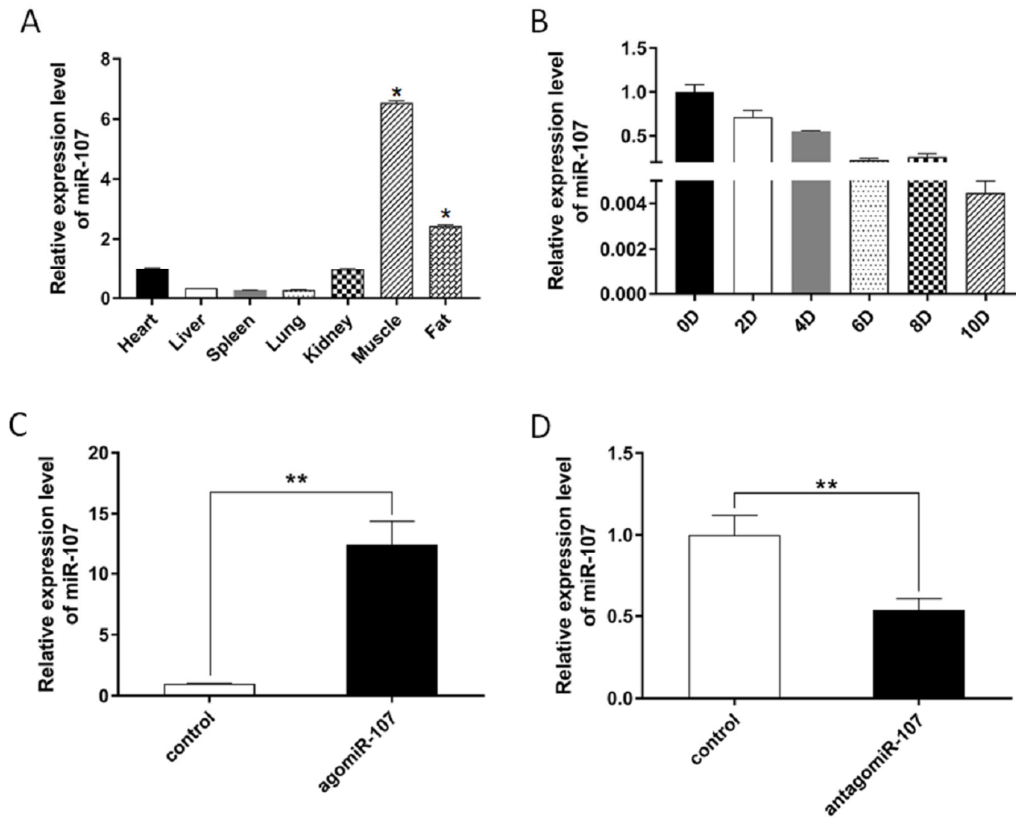 A
Relative expression level
of miR-107
8
6
4
2
0
*
*
Heart
Liver
Spleen
Lung
Kidney
Muscle
Fat
B
Relative expression level
of miR-107
1.5
1.0
0.5
0.004
0.002
0.000
0D
2D
4D
6D
8D
10D
C
Relative expression level
of miR-107
20
15
10
5
0
**
control
agomiR-107
D
Relative expression level
of miR-107
1.5
1.0
0.5
0.0
**
control
antagomiR-107